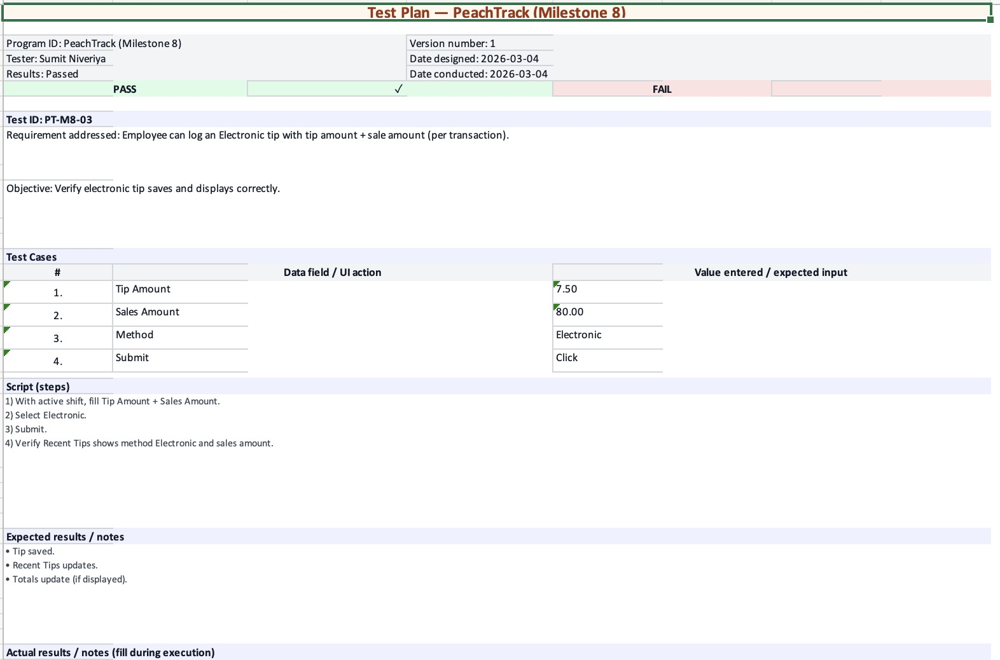 Test Plan — PeachTrack (Milestone 8)
Program ID: PeachTrack (Milestone 8) Version number: 1
Tester: Sumit Niveriya Date designed: 2026-03-04
Results: Passed Date conducted: 2026-03-04
PASS ✓ FAIL
Test ID: PT-M8-03
Requirement addressed: Employee can log an Electronic tip with tip amount + sale amount (per transaction).
Objective: Verify electronic tip saves and displays correctly.
Test Cases
# Data field / UI action Value entered / expected input
1. Tip Amount 7.50
2. Sales Amount 80.00
3. Method Electronic
4. Submit Click
Script (steps)
1) With active shift, fill Tip Amount + Sales Amount.
2) Select Electronic.
3) Submit.
4) Verify Recent Tips shows method Electronic and sales amount.
Expected results / notes
• Tip saved.
• Recent Tips updates.
• Totals update (if displayed).
Actual results / notes (fill during execution)